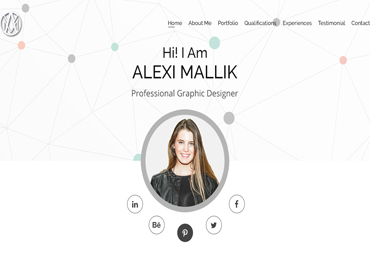 Home About Me Portfolio Qualifications Experiences Testimonial Contact
Hi! I Am
ALEXI MALLIK
Professional Graphic Designer
in
f
Bē